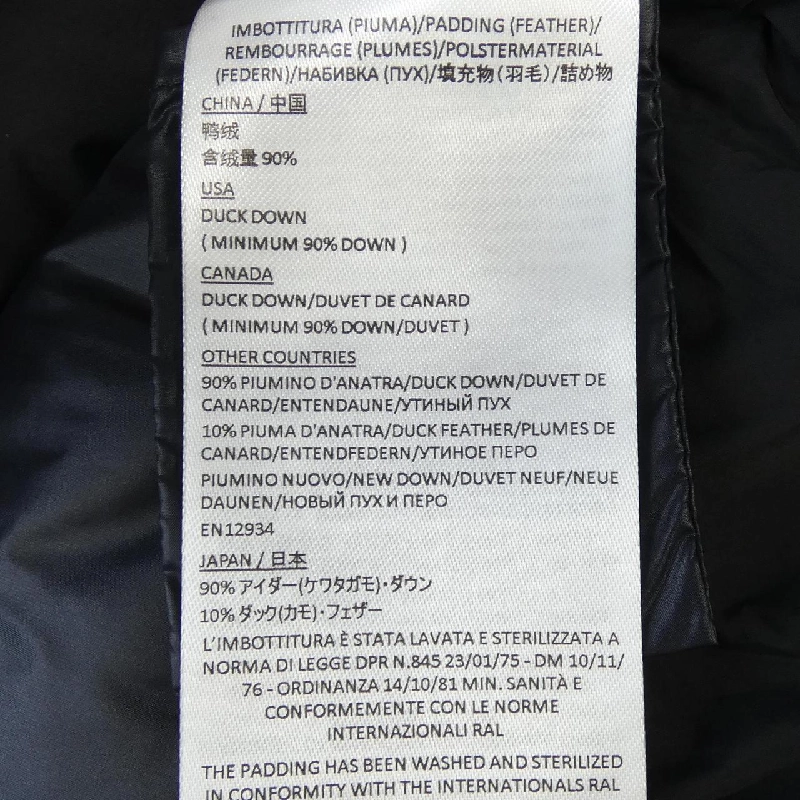 IMBOTTITURA (PIUMA)/PADDING (FEATHER)/
REMBOURRAGE (PLUMES)/POLSTERMATERIAL
(FEDERN)/НАБИВКА (ПУХ)/填充物(羽毛)/詰め物
CHINA / 中国
鸭绒
含绒量 90%
USA
DUCK DOWN
( MINIMUM 90% DOWN )
CANADA
DUCK DOWN/DUVET DE CANARD
( MINIMUM 90% DOWN/DUVET )
OTHER COUNTRIES
90% PIUMINO D'ANATRA/DUCK DOWN/DUVET DE
CANARD/ENTENDAUNE/УТИНЫЙ ПУХ
10% PIUMA D'ANATRA/DUCK FEATHER/PLUMES DE
CANARD/ENTENDFEDERN/УТИНОЕ ПЕРО
PIUMINO NUOVO/NEW DOWN/DUVET NEUF/NEUE
DAUNEN/НОВЫЙ ПУХ И ПЕРО
EN12934
JAPAN / 日本
90% アイダー(ケワタガモ)・ダウン
10% ダック(カモ)・フェザー
L'IMBOTTITURA È STATA LAVATA E STERILIZZATA A
NORMA DI LEGGE DPR N.845 23/01/75 - DM 10/11/
76 - ORDINANZA 14/10/81 MIN. SANITÀ E
CONFORMEMENTE CON LE NORME
INTERNAZIONALI RAL
THE PADDING HAS BEEN WASHED AND STERILIZED
IN CONFORMITY WITH THE INTERNATIONALS RAL